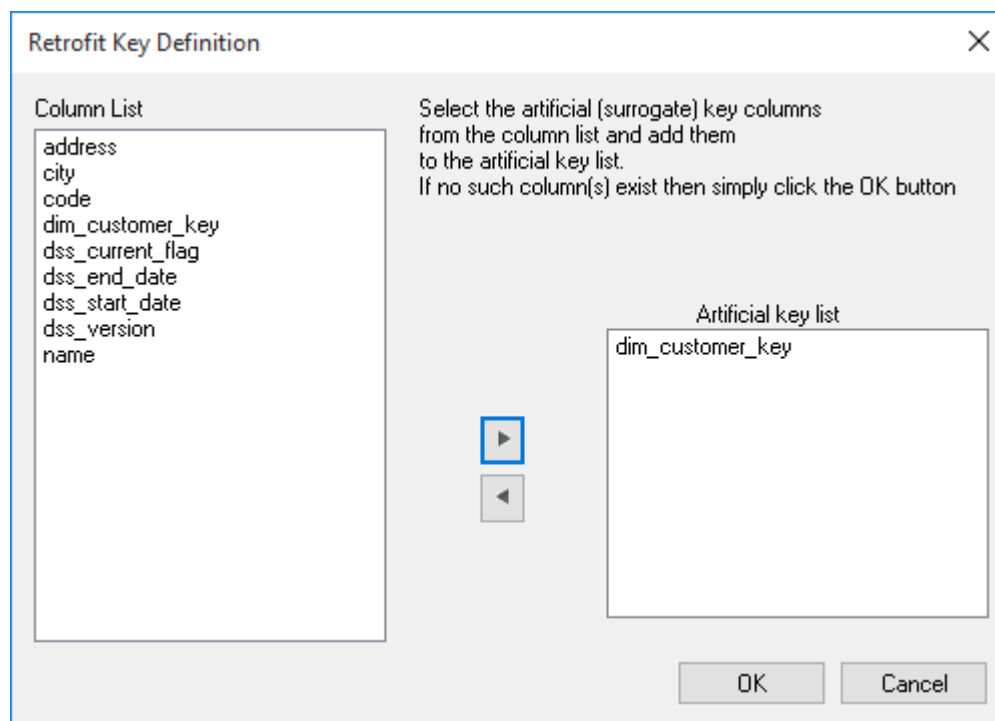 Retrofit Key Definition
Column List
address
city
code
dim_customer_key
dss_current_flag
dss_end_date
dss_start_date
dss_version
name
Select the artificial (surrogate) key columns
from the column list and add them
to the artificial key list.
If no such column(s) exist then simply click the OK button
Artificial key list
dim_customer_key
OK
Cancel